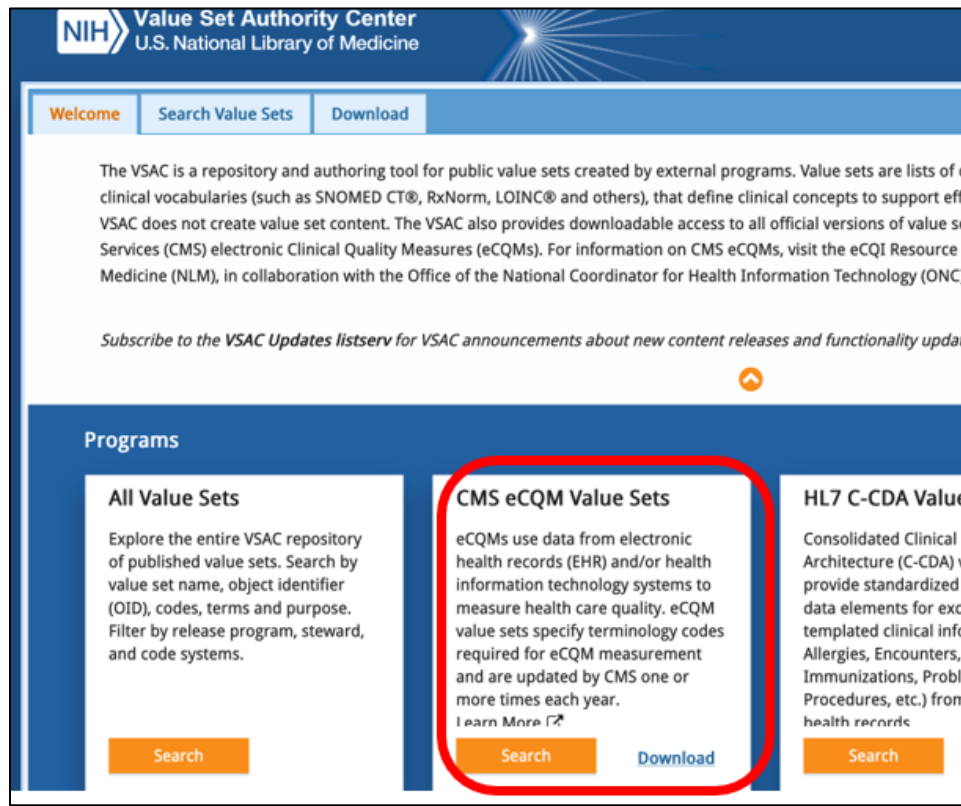 NIH Value Set Authority Center
U.S. National Library of Medicine
Welcome Search Value Sets Download
The VSAC is a repository and authoring tool for public value sets created by external programs. Value sets are lists of
clinical vocabularies (such as SNOMED CT®, RxNorm, LOINC® and others), that define clinical concepts to support
VSAC does not create value set content. The VSAC also provides downloadable access to all official versions of value
Services (CMS) electronic Clinical Quality Measures (eCQMs). For information on CMS eCQMs, visit the eCQI Resource
Medicine (NLM), in collaboration with the Office of the National Coordinator for Health Information Technology (ONC)
Subscribe to the VSAC Updates listserv for VSAC announcements about new content releases and functionality
Programs
All Value Sets
Explore the entire VSAC repository
of published value sets. Search by
value set name, object identifier
(OID), codes, terms and purpose.
Filter by release program, steward,
and code systems.
Search
CMS eCQM Value Sets
eCQMs use data from electronic
health records (EHR) and/or health
information technology systems to
measure health care quality. eCQM
value sets specify terminology codes
required for eCQM measurement
and are updated by CMS one or
more times each year.
Learn More
Search Download
HL7 C-CDA Value
Consolidated Clinical
Architecture (C-CDA)
provide standardized
data elements for
templated clinical
Allergies, Encounters,
Immunizations,
Procedures, etc.) from
health records
Search